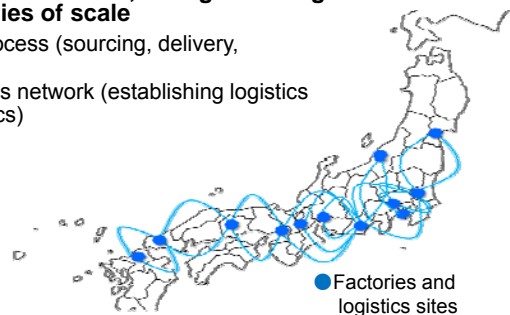 ies of scale
ocess (sourcing, delivery,
s network (establishing logistics
cs)
Factories and
logistics sites